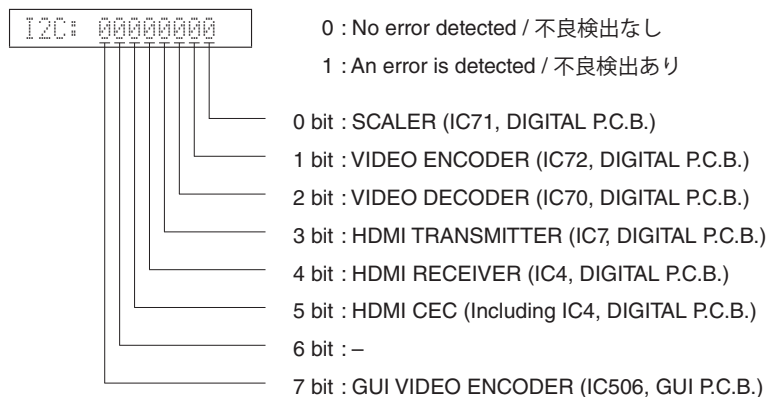 I2C: 00000000
0 : No error detected / 不良検出なし
1 : An error is detected / 不良検出あり
0 bit : SCALER (IC71, DIGITAL P.C.B.)
1 bit : VIDEO ENCODER (IC72, DIGITAL P.C.B.)
2 bit : VIDEO DECODER (IC70, DIGITAL P.C.B.)
3 bit : HDMI TRANSMITTER (IC7, DIGITAL P.C.B.)
4 bit : HDMI RECEIVER (IC4, DIGITAL P.C.B.)
5 bit : HDMI CEC (Including IC4, DIGITAL P.C.B.)
6 bit : –
7 bit : GUI VIDEO ENCODER (IC506, GUI P.C.B.)